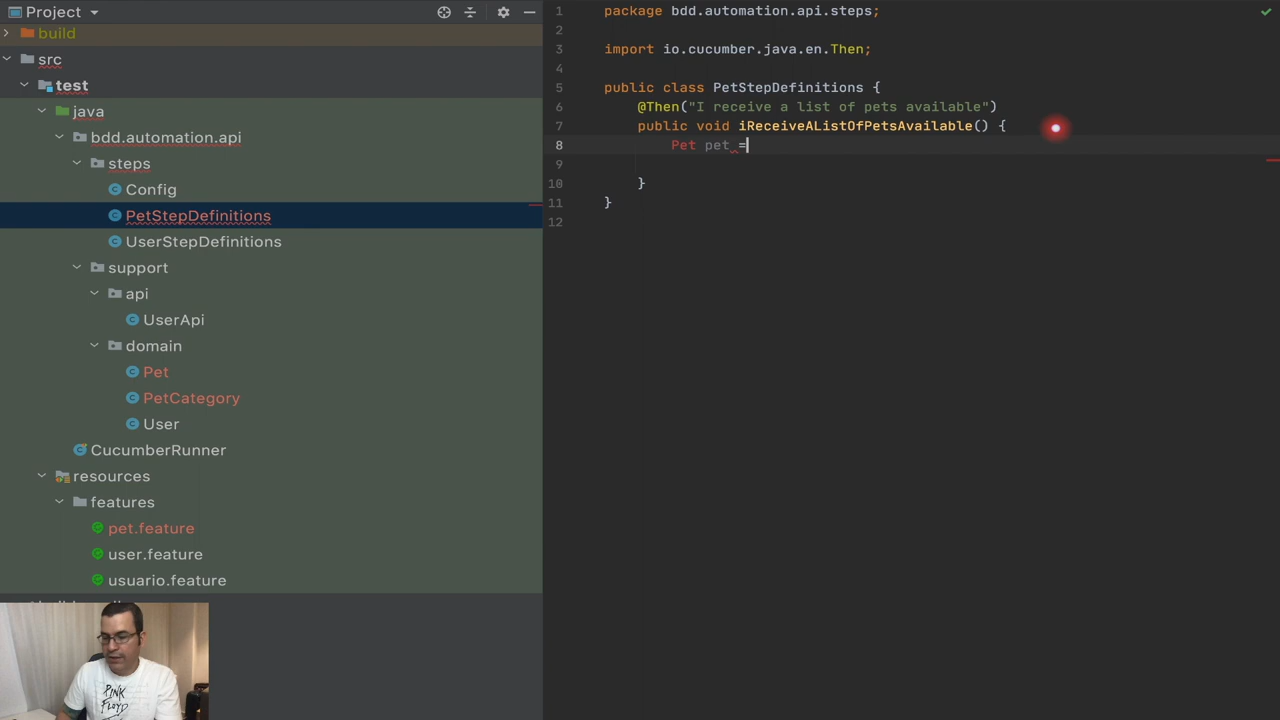 Project
build
src
test
java
bdd.automation.api
steps
Config
PetStepDefinitions
UserStepDefinitions
support
api
UserApi
domain
Pet
PetCategory
User
CucumberRunner
resources
features
pet.feature
user.feature
usuario.feature
1 package bdd.automation.api.steps;
2
3 import io.cucumber.java.en.Then;
4
5 public class PetStepDefinitions {
6 @Then("I receive a list of pets available")
7 public void iReceiveAListOfPetsAvailable() {
8 Pet pet =
9
10 }
11 }
12
PINK
FLOYD